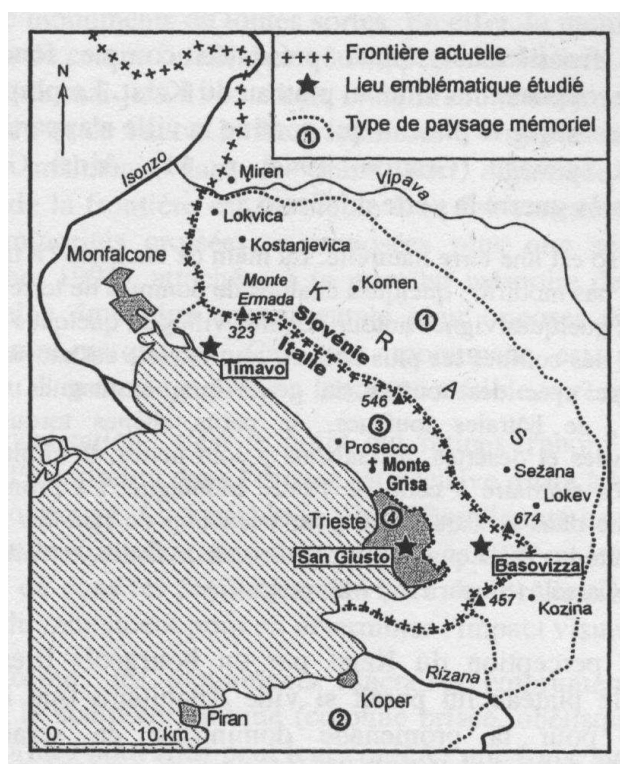 Frontière actuelle
Lieu emblématique étudié
Type de paysage mémoriel
1
N
Isonzo
Miren
Vipava
Lokvica
Kostanjevica
Monfalcone
Monte
Ermada
323
K
Komen
1
Slovénie
Italie
R
Timavo
A
546
3
S
Prosecco
Monte
Grisa
Sežana
Lokev
Trieste
4
674
San Giusto
Basovizza
457
Kozina
Rizana
Koper
Piran
2
0
10 km